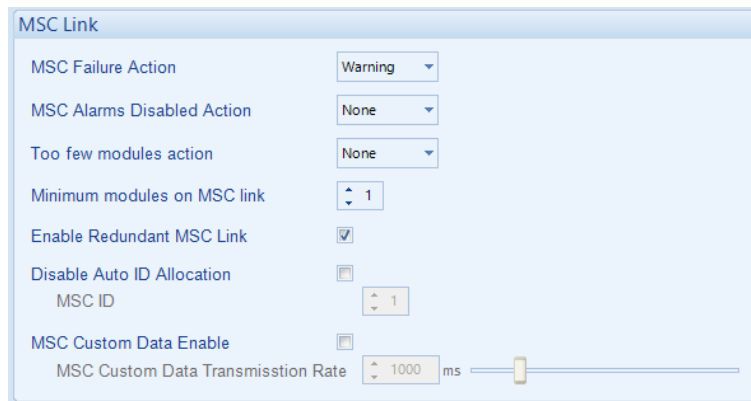 MSC Link
MSC Failure Action Warning
MSC Alarms Disabled Action None
Too few modules action None
Minimum modules on MSC link 1
Enable Redundant MSC Link
Disable Auto ID Allocation
MSC ID 1
MSC Custom Data Enable
MSC Custom Data Transmisstion Rate 1000 ms